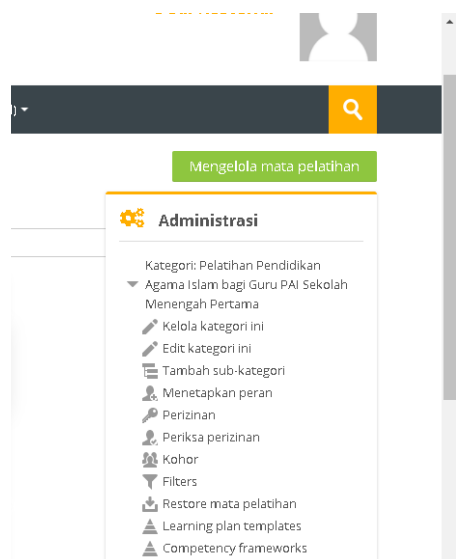 Mengelola mata pelatihan
Administrasi
Kategori: Pelatihan Pendidikan
Agama Islam bagi Guru PAI Sekolah
Menengah Pertama
Kelola kategori ini
Edit kategori ini
Tambah sub-kategori
Menetapkan peran
Perizinan
Periksa perizinan
Kohor
Filters
Restore mata pelatihan
Learning plan templates
Competency frameworks